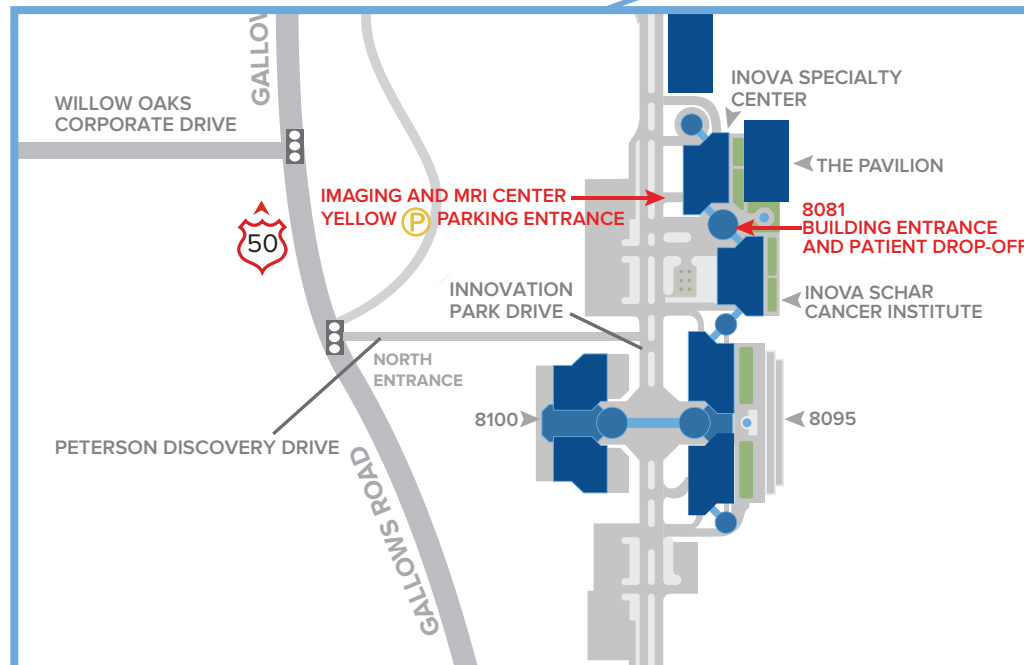 GALLOW
INOVA SPECIALTY
CENTER
WILLOW OAKS
CORPORATE DRIVE
THE PAVILION
IMAGING AND MRI CENTER
YELLOW P PARKING ENTRANCE
8081
BUILDING ENTRANCE
AND PATIENT DROP-OFF
50
INNOVATION
PARK DRIVE
INOVA SCHAR
CANCER INSTITUTE
NORTH
ENTRANCE
8100
8095
PETERSON DISCOVERY DRIVE
GALLOWS ROAD